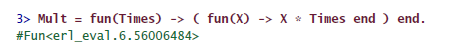 3> Mult = fun(Times) -> ( fun(X) -> X * Times end ) end.
#Fun<erl_eval.6.56006484>